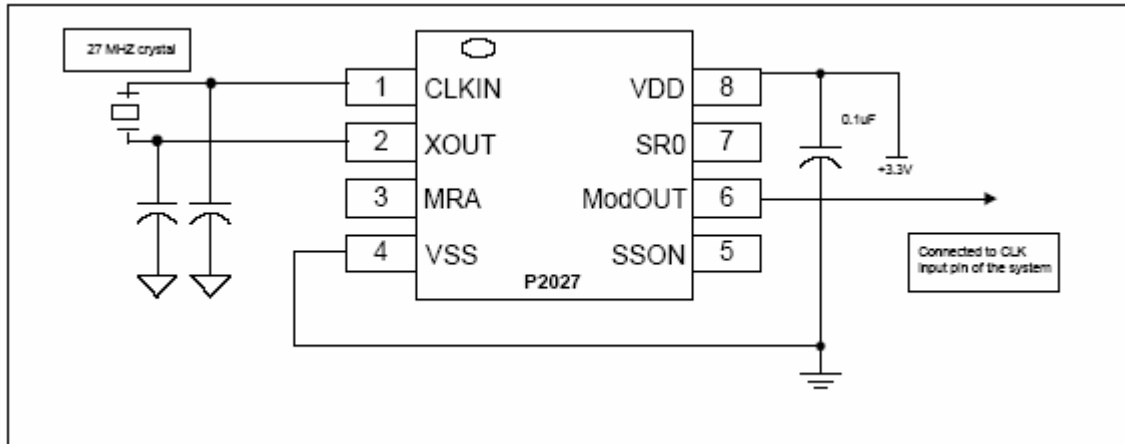 27 MHZ crystal
1 CLKIN VDD 8
2 XOUT SR0 7
3 MRA ModOUT 6
4 VSS SSON 5
P2027
0.1uF
+3.3V
Connected to CLK
Input pin of the system